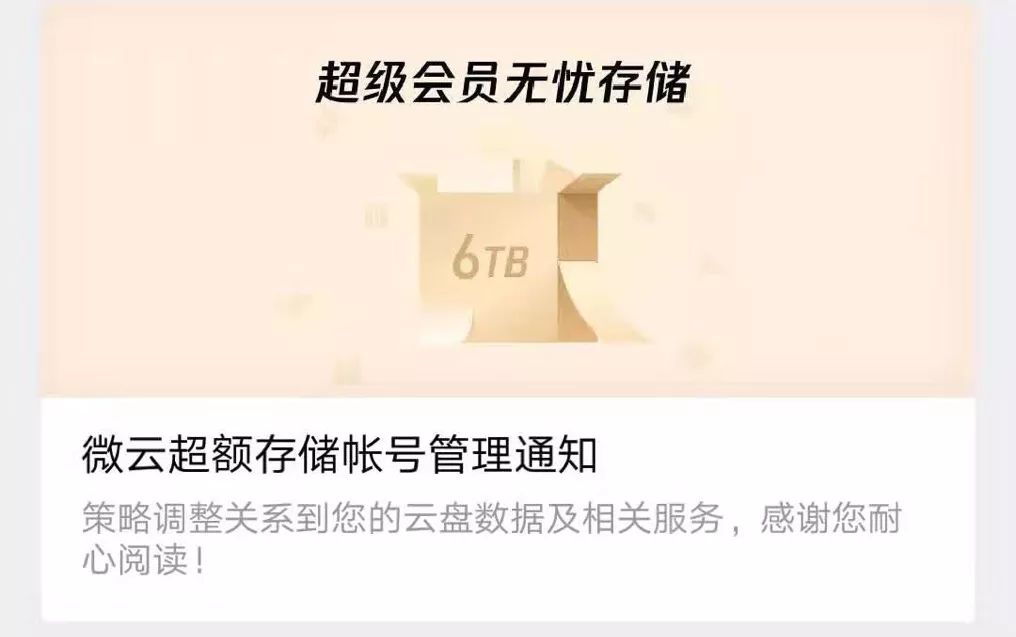 超级会员无忧存储
6TB
微云超额存储帐号管理通知
策略调整关系到您的云盘数据及相关服务，感谢您耐
心阅读！